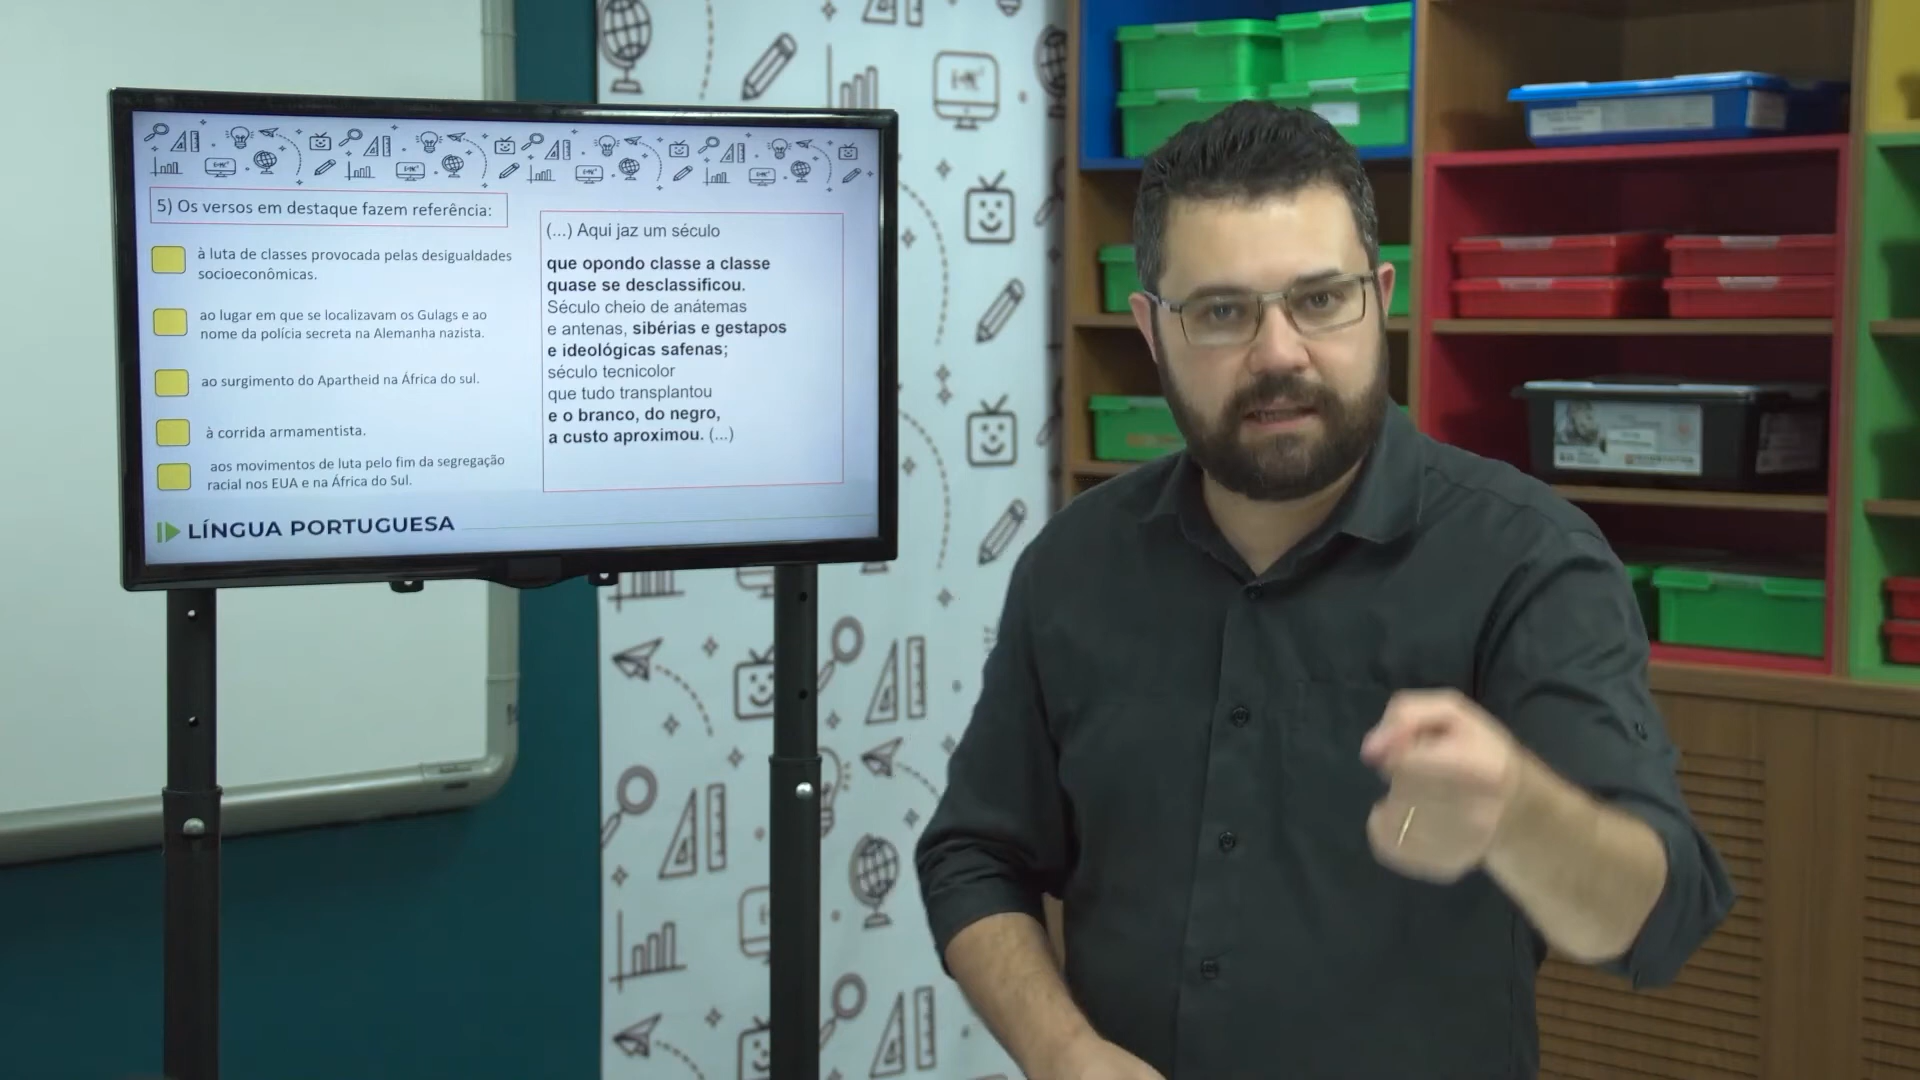 5) Os versos em destaque fazem referência:
à luta de classes provocada pelas desigualdades
socioeconômicas.
ao lugar em que se localizavam os Gulags e ao
nome da polícia secreta na Alemanha nazista.
ao surgimento do Apartheid na África do sul.
à corrida armamentista.
aos movimentos de luta pelo fim da segregação
racial nos EUA e na África do Sul.
(...) Aqui jaz um século
que opondo classe a classe
quase se desclassificou.
Século cheio de anátemas
e antenas, sibérias e gestapos
e ideológicas safenas;
século tecnicolor
que tudo transplantou
e o branco, do negro,
a custo aproximou. (...)
LÍNGUA PORTUGUESA